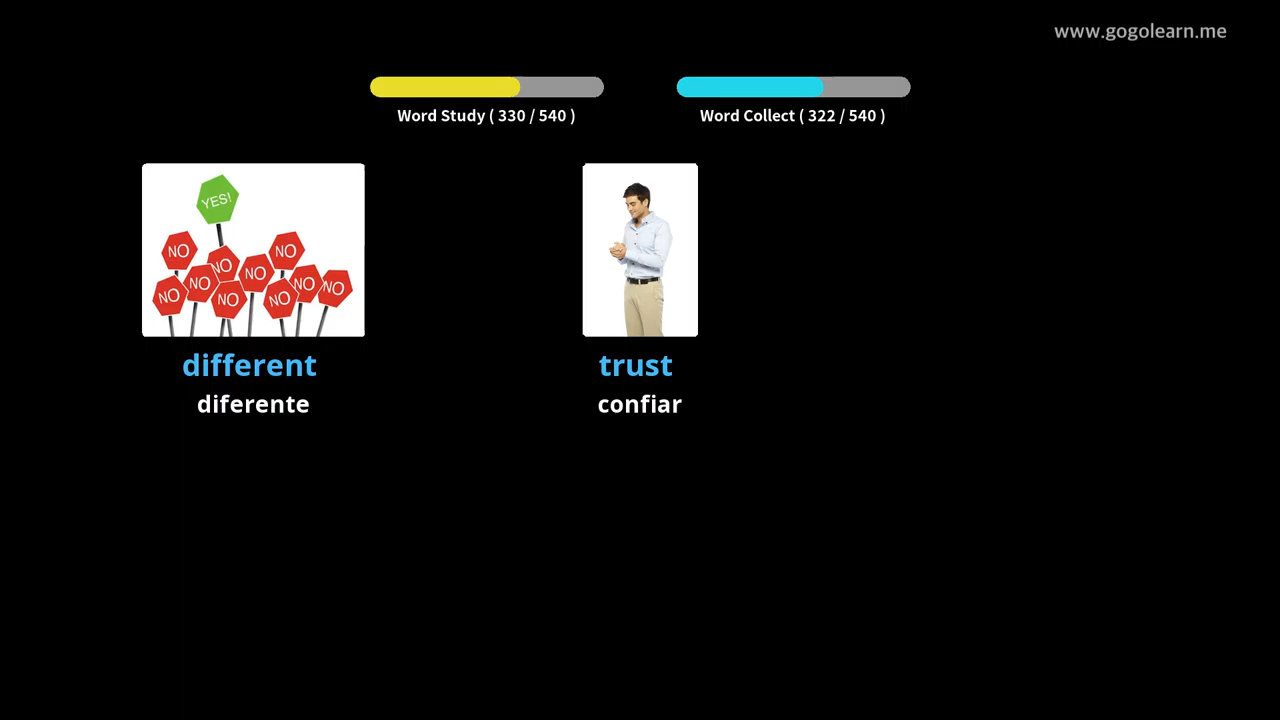 www.gogolearn.me
Word Study ( 330 / 540 )
Word Collect ( 322 / 540 )
YES!
NO
NO
NO
NO
NO
NO
NO
NO
NO
NO
different
diferente
trust
confiar